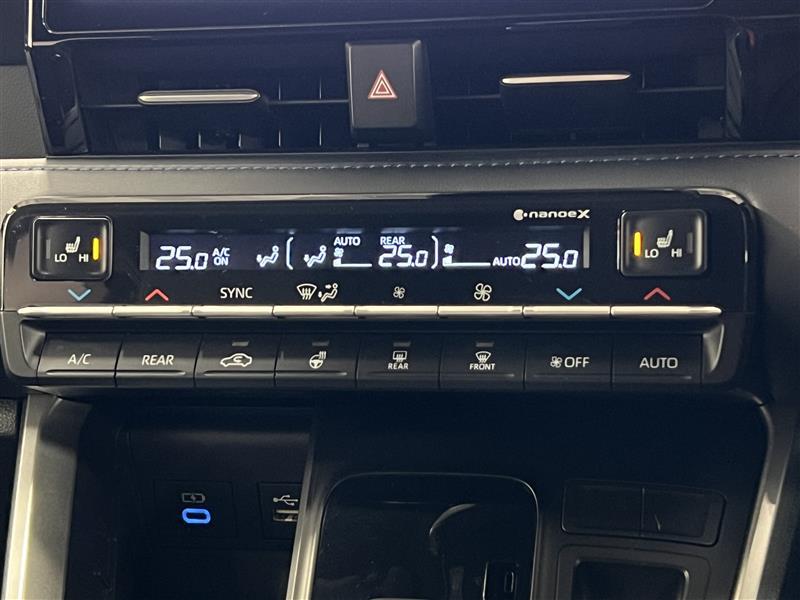 nanoeX
LO HI
25.0 A/C ON AUTO REAR 25.0 AUTO 25.0
LO HI
SYNC
A/C REAR REAR FRONT OFF AUTO